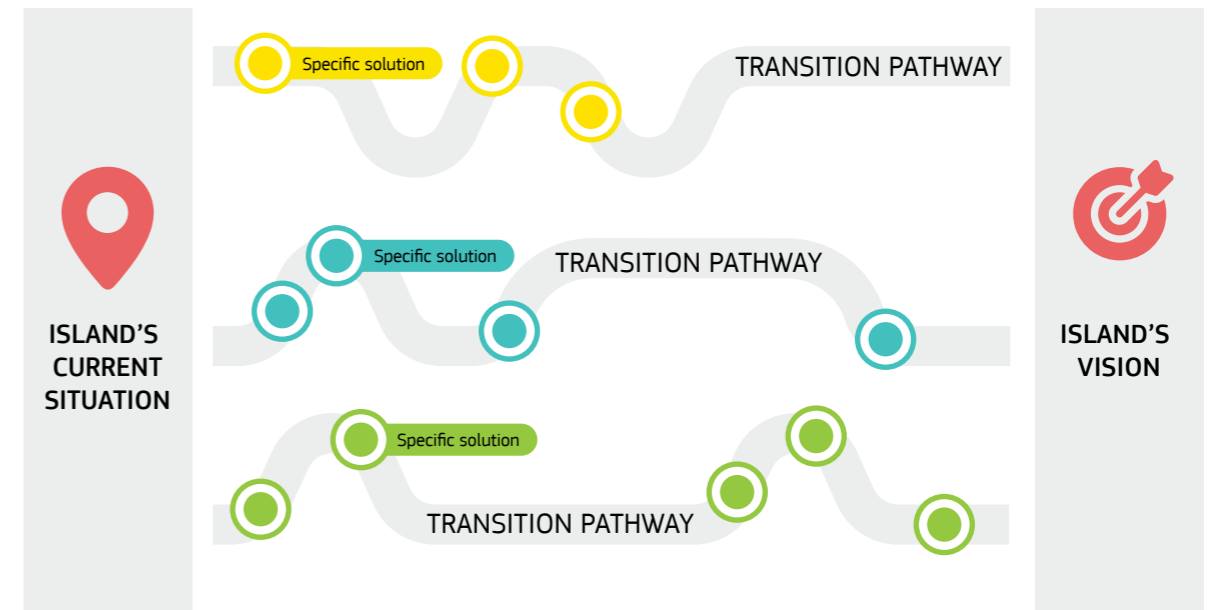 ISLAND'S
CURRENT
SITUATION
Specific solution
TRANSITION PATHWAY
Specific solution
TRANSITION PATHWAY
Specific solution
TRANSITION PATHWAY
ISLAND'S
VISION